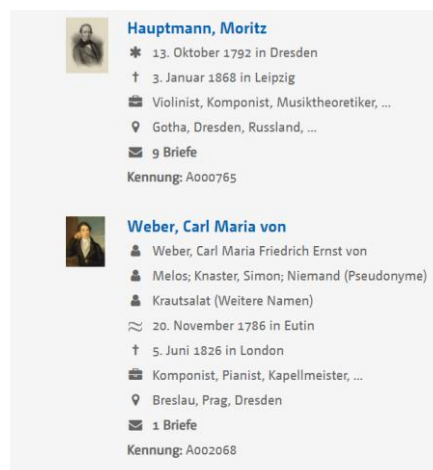 Hauptmann, Moritz
13. Oktober 1792 in Dresden
† 3. Januar 1868 in Leipzig
Violinist, Komponist, Musiktheoretiker, ...
Gotha, Dresden, Russland, ...
9 Briefe
Kennung: A000765
Weber, Carl Maria von
Weber, Carl Maria Friedrich Ernst von
Melos; Knaster, Simon; Niemand (Pseudonyme)
Krautsalat (Weitere Namen)
20. November 1786 in Eutin
† 5. Juni 1826 in London
Komponist, Pianist, Kapellmeister, ...
Breslau, Prag, Dresden
1 Briefe
Kennung: A002068